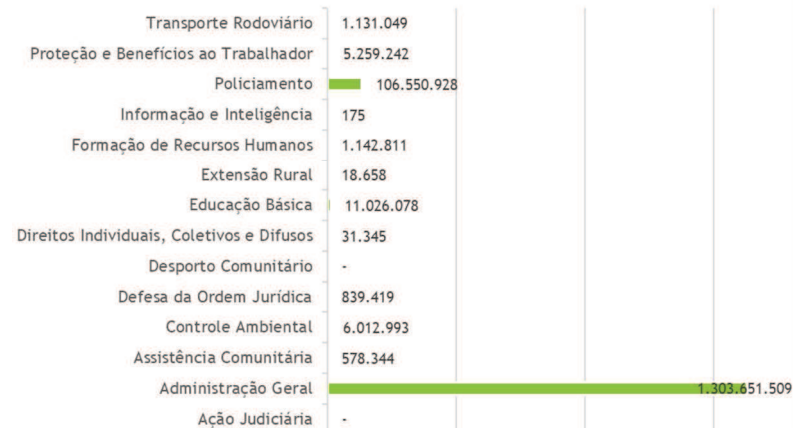 Transporte Rodoviário 1.131.049
Proteção e Benefícios ao Trabalhador 5.259.242
Policiamento 106.550.928
Informação e Inteligência 175
Formação de Recursos Humanos 1.142.811
Extensão Rural 18.658
Educação Básica 11.026.078
Direitos Individuais, Coletivos e Difusos 31.345
Desporto Comunitário -
Defesa da Ordem Jurídica 839.419
Controle Ambiental 6.012.993
Assistência Comunitária 578.344
Administração Geral 1.303.651.509
Ação Judiciária -